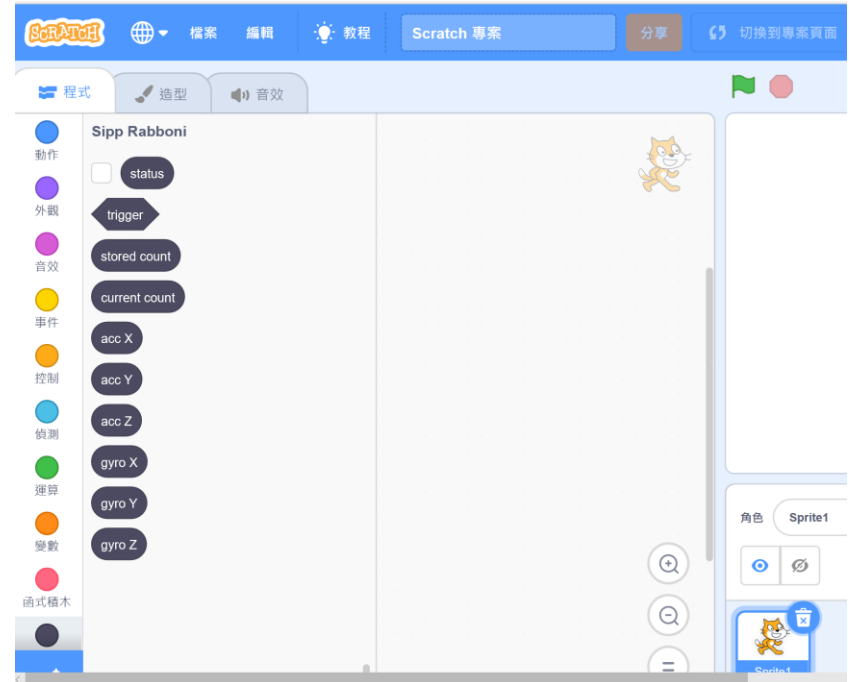 SCRATCH 檔案 編輯 教程 Scratch 專案 分享 切換到專案頁面
程式 造型 音效
Sipp Rabboni
動作
status
外觀
trigger
音效
stored count
事件
current count
控制
acc X
acc Y
偵測
acc Z
運算
gyro X
gyro Y
變數
gyro Z
函式積木
角色 Sprite1
Sprite1